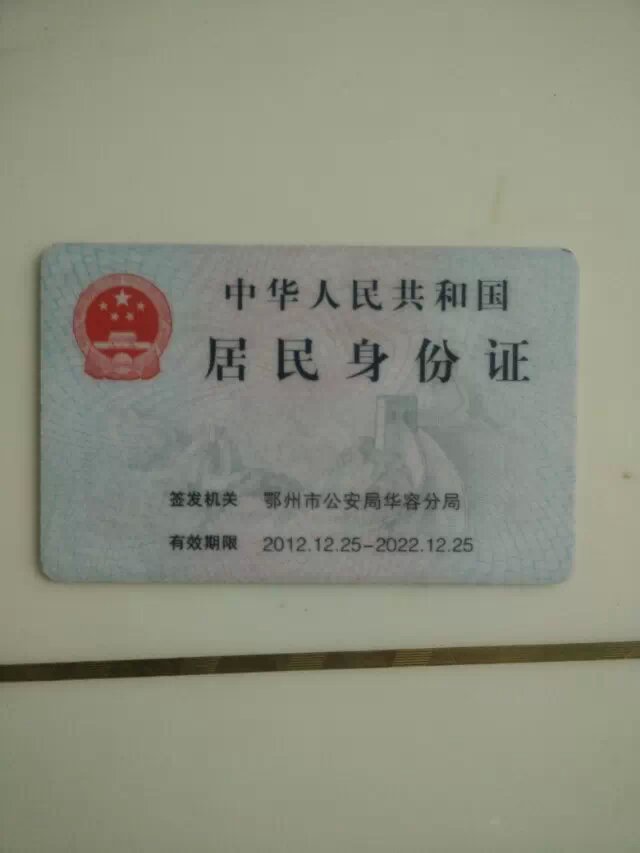 中华人民共和国
居民身份证
签发机关 鄂州市公安局华容分局
有效期限 2012.12.25-2022.12.25